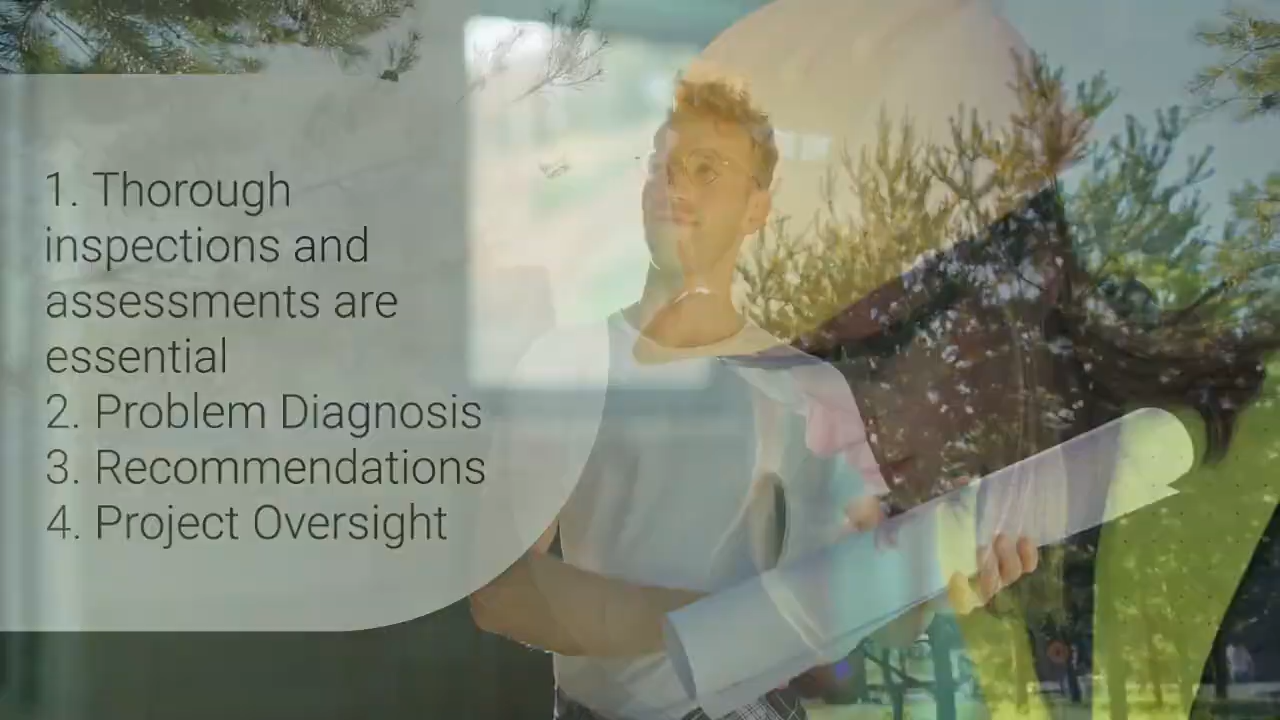 1. Thorough
inspections and
assessments are
essential
2. Problem Diagnosis
3. Recommendations
4. Project Oversight